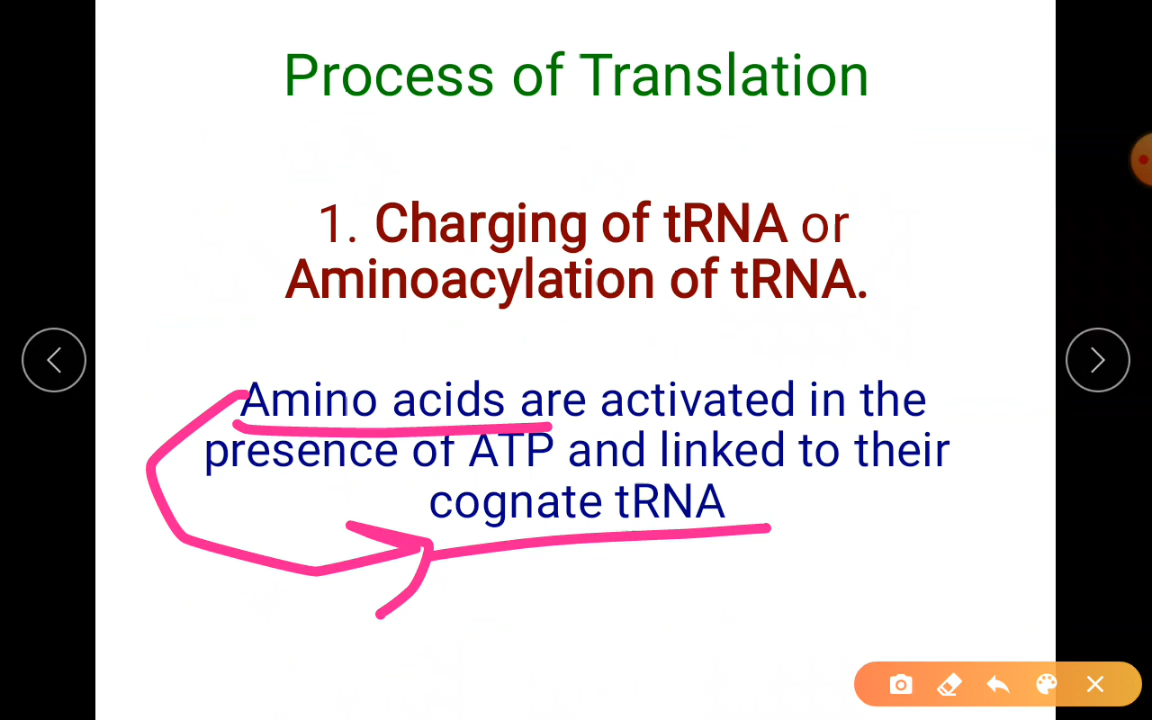 Process of Translation
1. Charging of tRNA or
Aminoacylation of tRNA.
Amino acids are activated in the
presence of ATP and linked to their
cognate tRNA